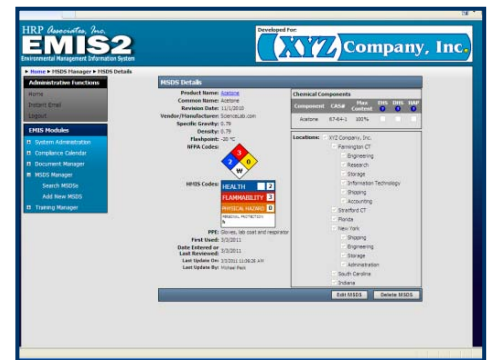 HRP Associates, Inc.
EMIS2
Environmental Management Information System
Developed For:
XYZ Company, Inc.
Home ▸ MSDS Manager ▸ MSDS Details
Administrative Functions
Home
Instant Email
Logout
EMIS Modules
System Administration
Compliance Calendar
Document Manager
MSDS Manager
Search MSDSs
Add New MSDS
Training Manager
MSDS Details
Product Name: Acetone
Common Name: Acetone
Revision Date: 11/1/2010
Vendor/Manufacturer: ScienceLab.com
Specific Gravity: 0.79
Density: 0.79
Flashpoint: -20 °C
NFPA Codes:
3
2
0
W
HMIS Codes:
HEALTH 2
FLAMMABILITY 3
PHYSICAL HAZARD 0
PERSONAL PROTECTION
h
PPE: Gloves, lab coat and respirator
First Used: 3/3/2011
Date Entered or Last Reviewed: 3/3/2011
Last Update On: 3/3/2011 11:06:26 AM
Last Update By: Michael Peck
Chemical Components
Component CAS# Max Content EHS HAP
Acetone 67-64-1 100%
Locations: XYZ Company, Inc.
Farmington CT
Engineering
Research
Storage
Information Technology
Shipping
Accounting
Stratford CT
Florida
New York
Shipping
Engineering
Storage
Administration
South Carolina
Indiana
Edit MSDS
Delete MSDS